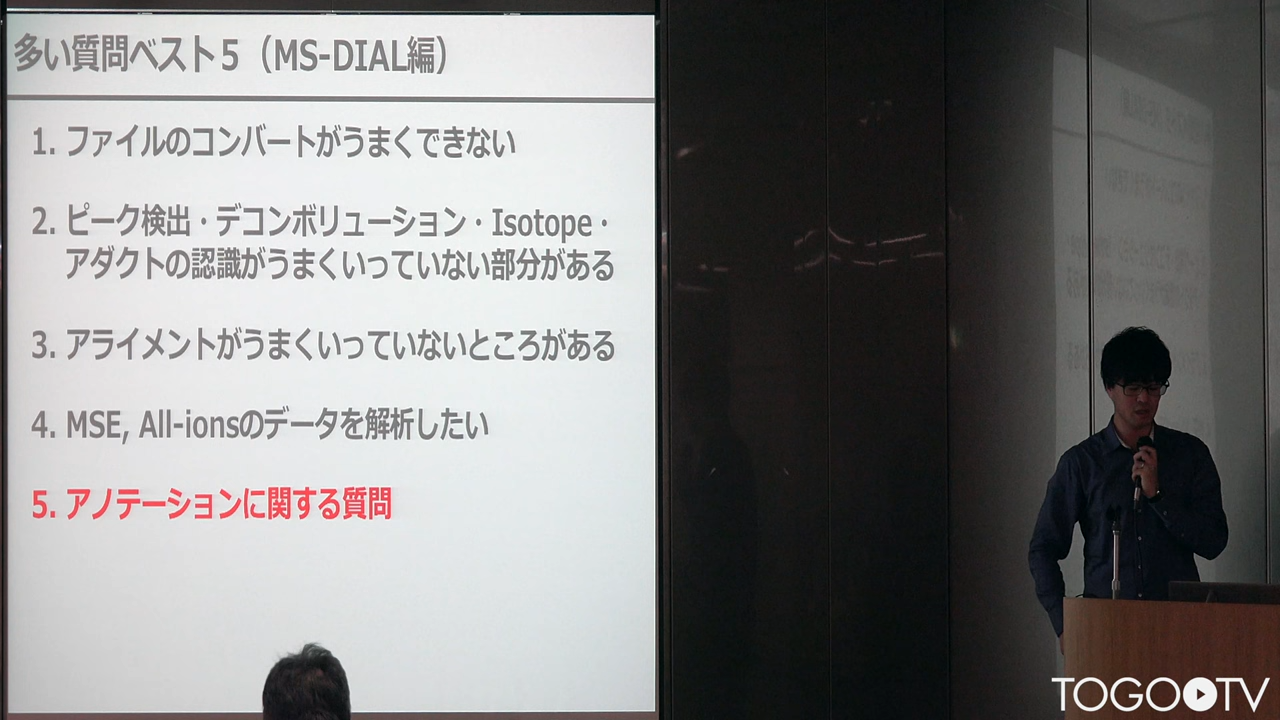 多い質問ベスト５（MS-DIAL編）
1. ファイルのコンバートがうまくできない
2. ピーク検出・デコンボリューション・Isotope・
アダクトの認識がうまくいっていない部分がある
3. アライメントがうまくいっていないところがある
4. MSE, All-ionsのデータを解析したい
5. アノテーションに関する質問
TOGOTV